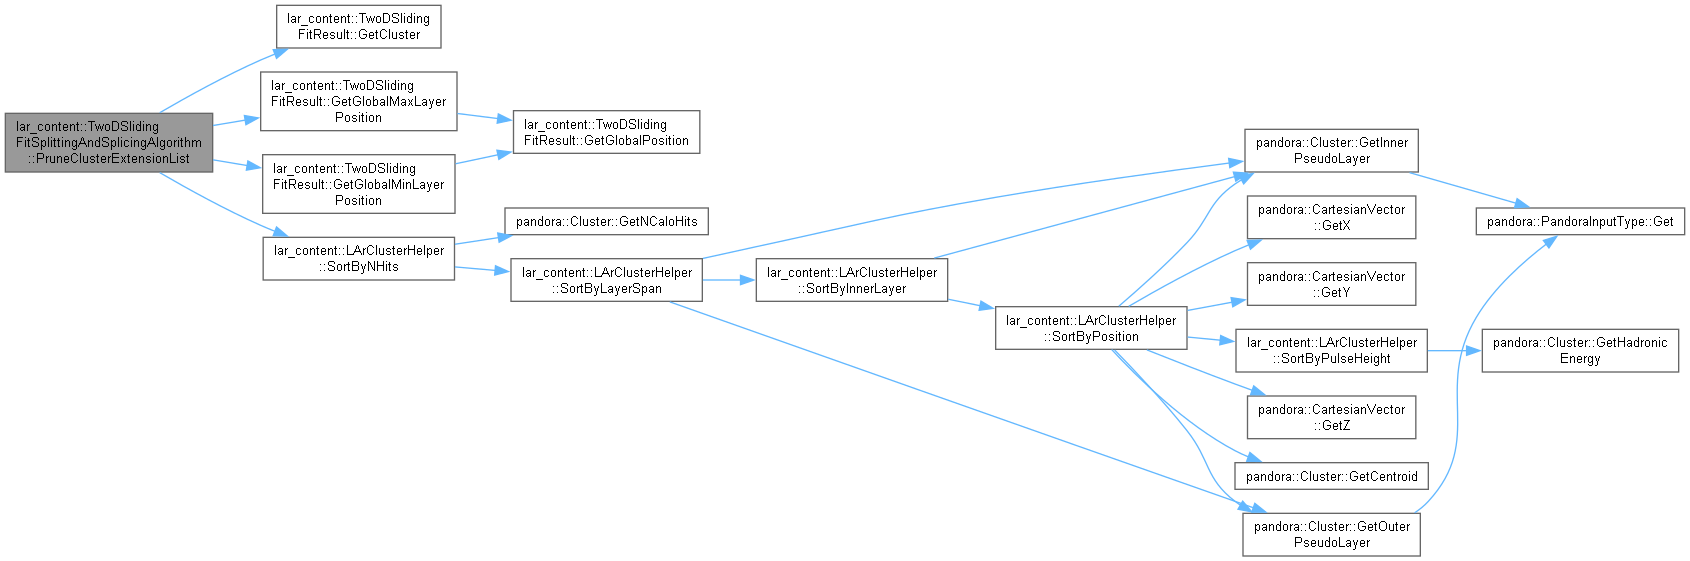 lar_content::TwoDSliding
FitSplittingAndSplicingAlgorithm
::PruneClusterExtensionList
lar_content::TwoDSliding
FitResult::GetCluster
lar_content::TwoDSliding
FitResult::GetGlobalMaxLayer
Position
lar_content::TwoDSliding
FitResult::GetGlobalMinLayer
Position
lar_content::LArClusterHelper
::SortByNHits
lar_content::TwoDSliding
FitResult::GetGlobalPosition
pandora::Cluster::GetNCaloHits
lar_content::LArClusterHelper
::SortByLayerSpan
lar_content::LArClusterHelper
::SortByInnerLayer
lar_content::LArClusterHelper
::SortByPosition
pandora::Cluster::GetInner
PseudoLayer
pandora::CartesianVector
::GetX
pandora::CartesianVector
::GetY
lar_content::LArClusterHelper
::SortByPulseHeight
pandora::CartesianVector
::GetZ
pandora::Cluster::GetCentroid
pandora::Cluster::GetOuter
PseudoLayer
pandora::PandoraInputType::Get
pandora::Cluster::GetHadronic
Energy